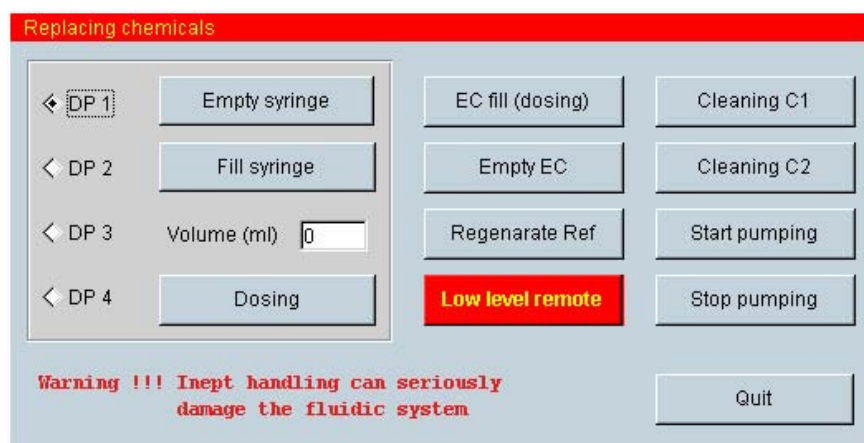 Replacing chemicals
DP 1 Empty syringe EC fill (dosing) Cleaning C1
DP 2 Fill syringe Empty EC Cleaning C2
DP 3 Volume (ml) 0 Regenarate Ref Start pumping
DP 4 Dosing Low level remote Stop pumping
Warning !!! Inept handling can seriously
damage the fluidic system
Quit